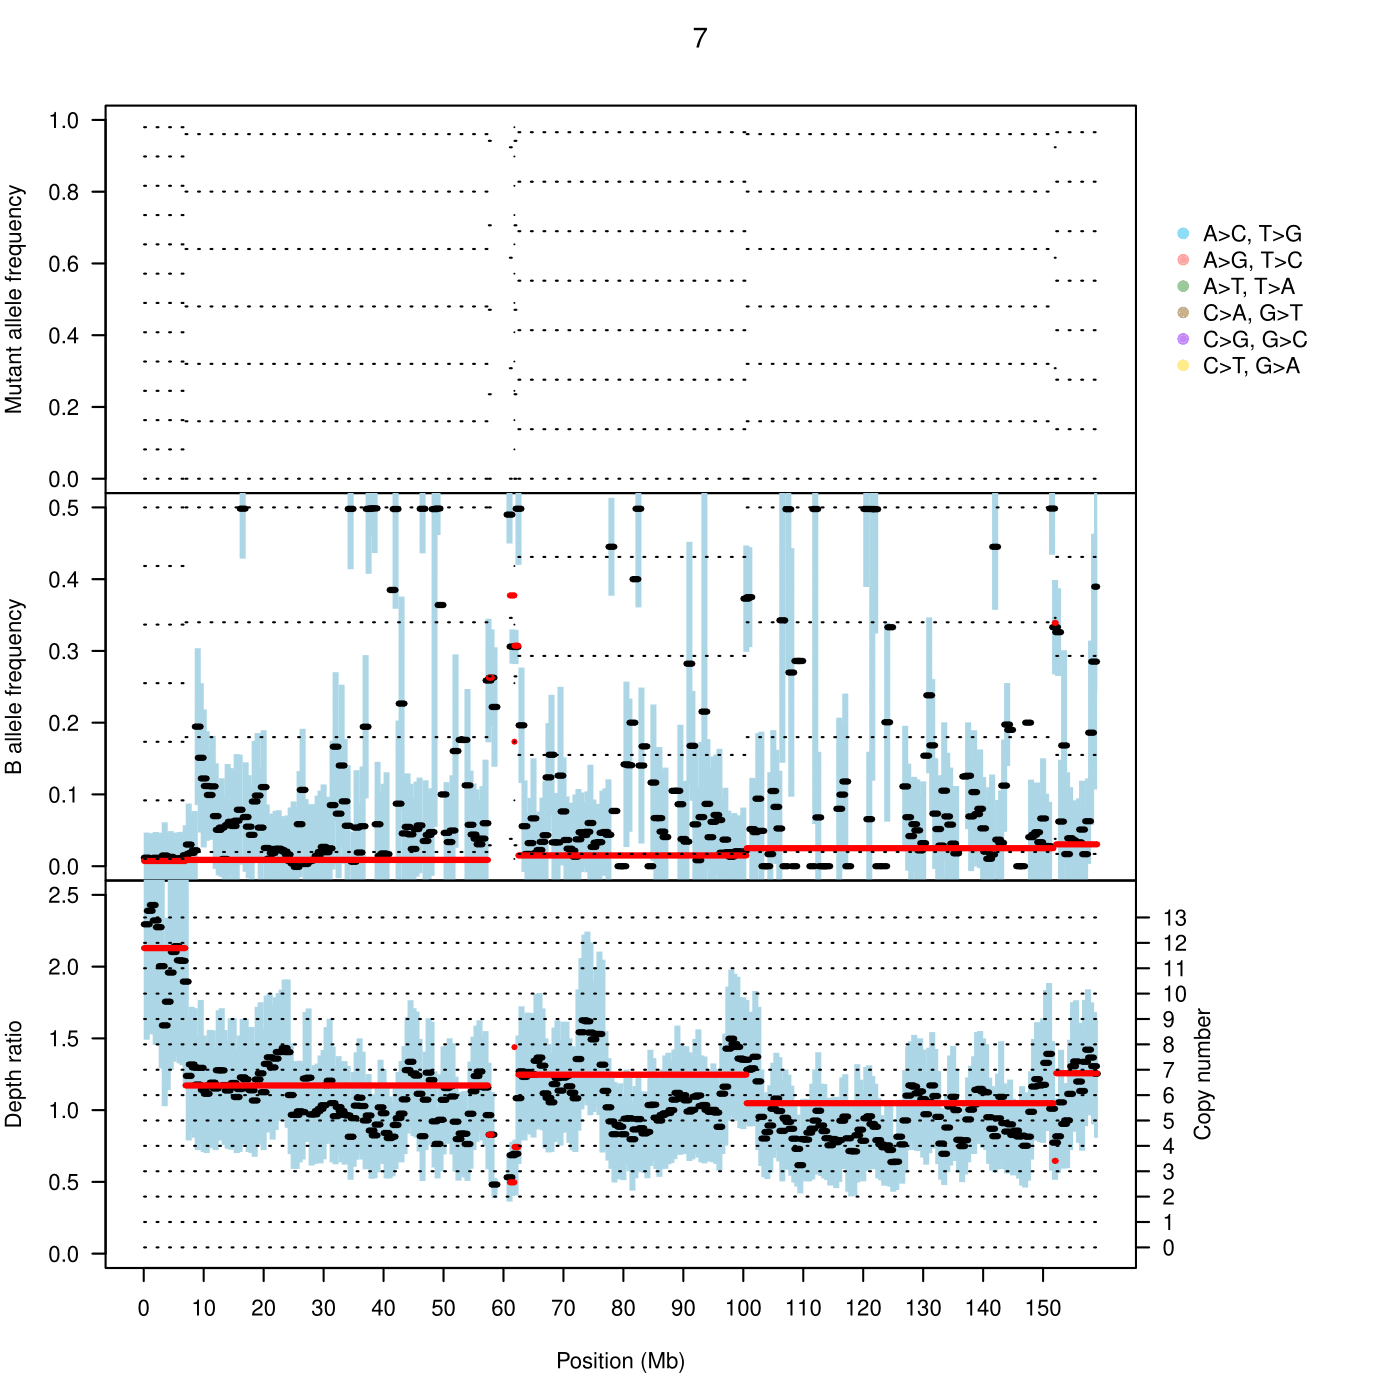 7
Mutant allele frequency
1.0
0.8
0.6
0.4
0.2
0.0
A>C, T>G
A>G, T>C
A>T, T>A
C>A, G>T
C>G, G>C
C>T, G>A
B allele frequency
0.5
0.4
0.3
0.2
0.1
0.0
Depth ratio
2.5
2.0
1.5
1.0
0.5
0.0
13
12
11
10
9
8
7
6
5
4
3
2
1
0
Copy number
0 10 20 30 40 50 60 70 80 90 100 110 120 130 140 150
Position (Mb)